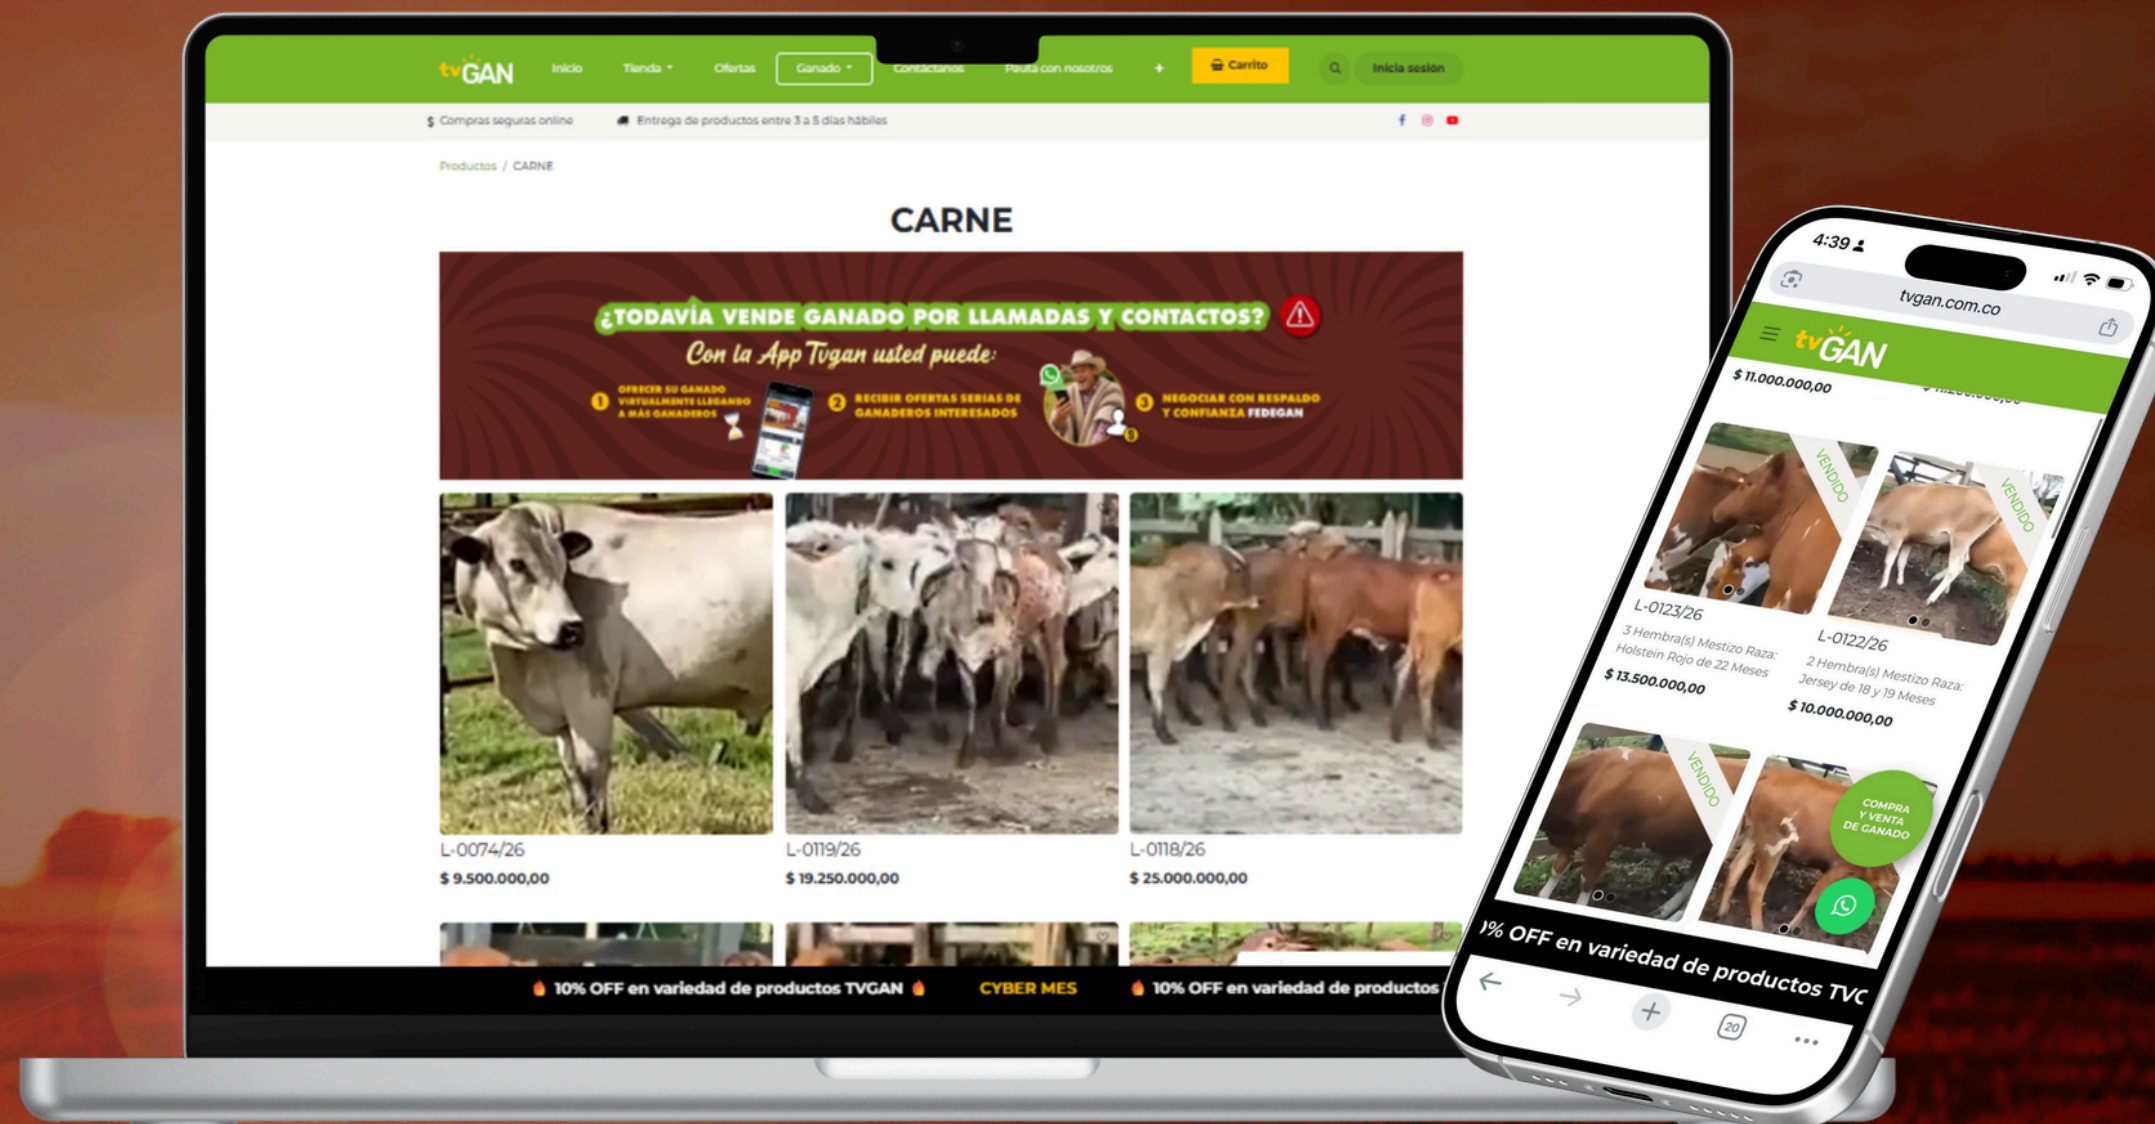 tvGAN
Inicio
Tienda
Ofertas
Ganado
Contáctanos
Pauta con nosotros
+
Carrito
Inicia sesión
$ Compras seguras online
Entrega de productos entre 3 a 5 días hábiles
Productos / CARNE
CARNE
¿TODAVÍA VENDE GANADO POR LLAMADAS Y CONTACTOS?
Con la App Tvgan usted puede:
1 OFRECER SU GANADO
VIRTUALMENTE LLEGANDO
A MÁS GANADEROS
2 RECIBIR OFERTAS SERIAS DE
GANADEROS INTERESADOS
3 NEGOCIAR CON RESPALDO
Y CONFIANZA FEDEGAN
L-0074/26
$ 9.500.000,00
L-0119/26
$ 19.250.000,00
L-0118/26
$ 25.000.000,00
🔥 10% OFF en variedad de productos TVGAN 🔥
CYBER MES
🔥 10% OFF en variedad de productos
4:39
tvgan.com.co
tvGAN
$ 11.000.000,00
VENDIDO
VENDIDO
L-0123/26
3 Hembra(s) Mestizo Raza:
Holstein Rojo de 22 Meses
$ 13.500.000,00
L-0122/26
2 Hembra(s) Mestizo Raza:
Jersey de 18 y 19 Meses
$ 10.000.000,00
VENDIDO
COMPRA
Y VENTA
DE GANADO
% OFF en variedad de productos TVG
20